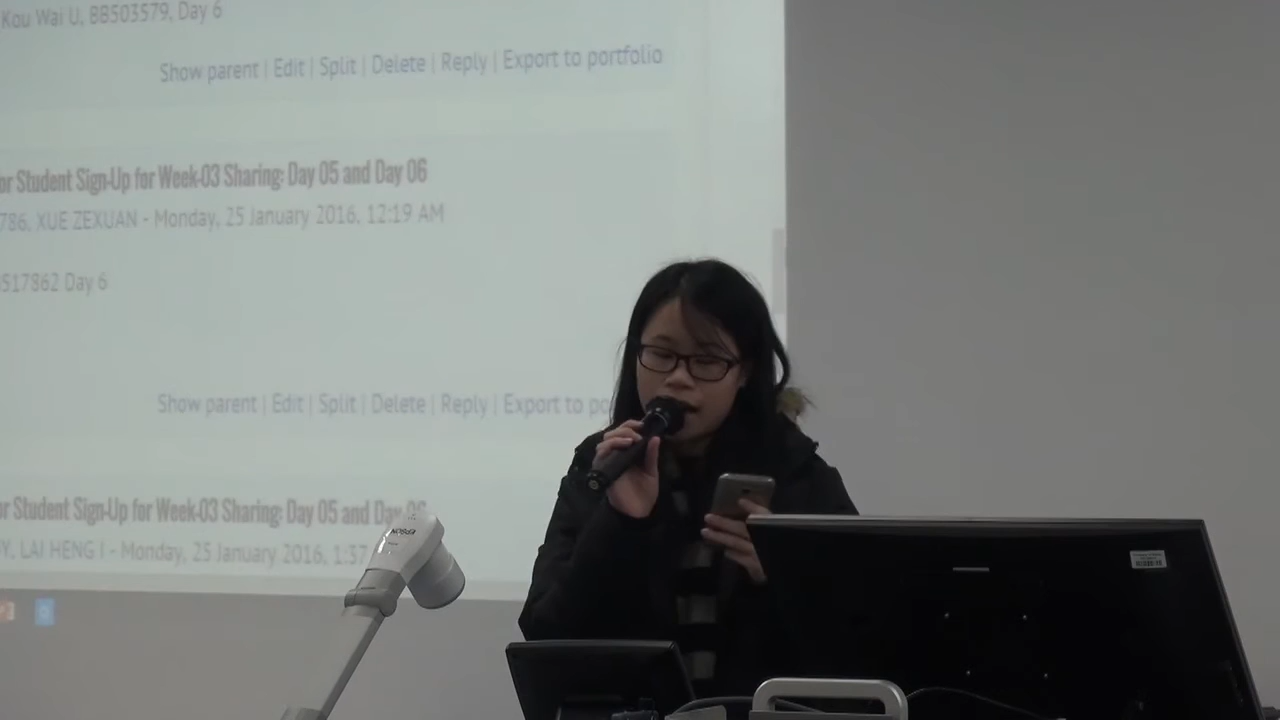 Kou Wai U, BB503579, Day 6
Show parent | Edit | Split | Delete | Reply | Export to portfolio
or Student Sign-Up for Week-03 Sharing: Day 05 and Day 06
786, XUE ZEXUAN - Monday, 25 January 2016, 12:19 AM
517862 Day 6
Show parent | Edit | Split | Delete | Reply | Export to po
or Student Sign-Up for Week-03 Sharing: Day 05 and Day 06
Y, LAI HENG I - Monday, 25 January 2016, 1:37
EPSON